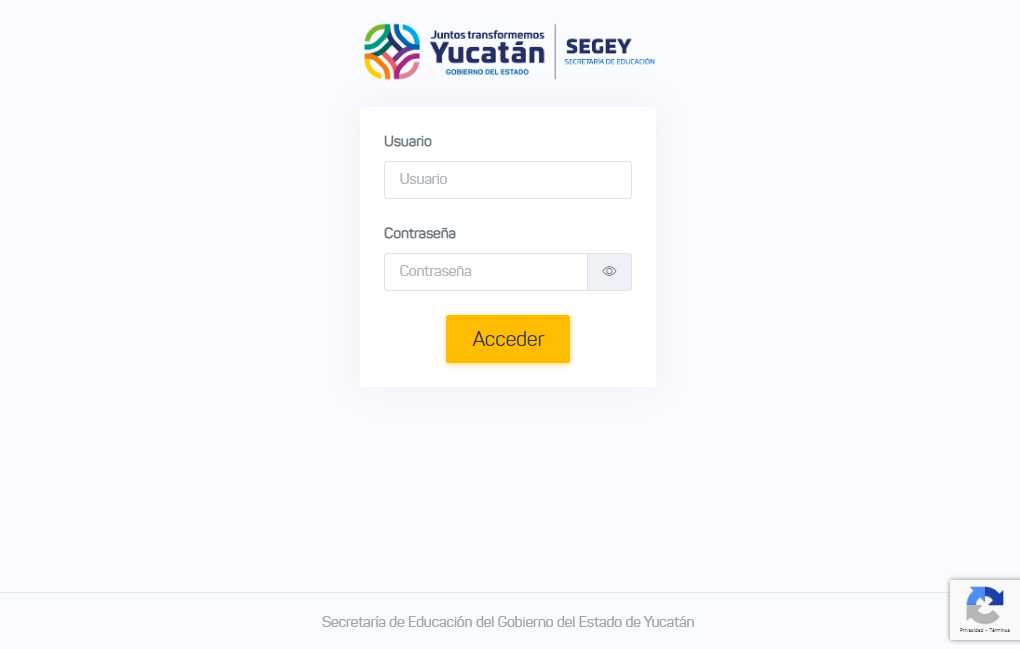 Juntos transformemos
Yucatán
GOBIERNO DEL ESTADO
SEGEY
SECRETARÍA DE EDUCACIÓN
Usuario
Usuario
Contraseña
Contraseña
Acceder
Secretaría de Educación del Gobierno del Estado de Yucatán
Privacidad - Términos